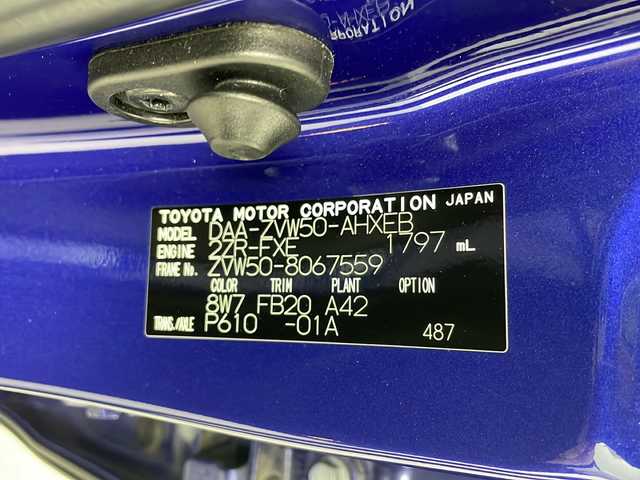 TOYOTA MOTOR CORPORATION JAPAN
MODEL DAA-ZVW50-AHXEB
ENGINE 2ZR-FXE 1797 mL
FRAME No. ZVW50-8067559
COLOR TRIM PLANT OPTION
8W7 FB20 A42
TRANS./AXLE P610 -01A 487